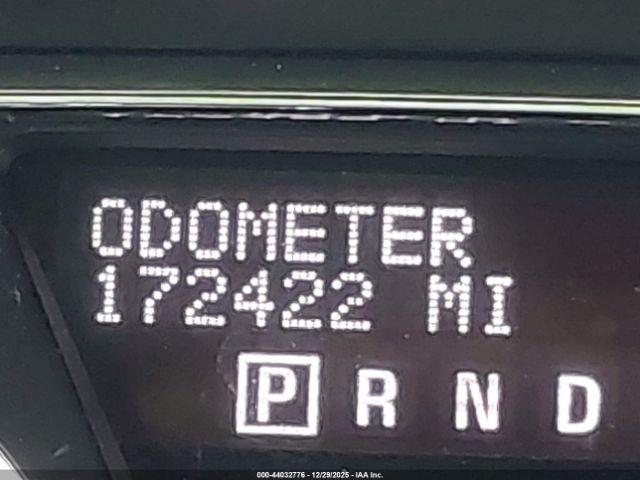 ODOMETER
172422 MI
P R N D
000-44032776 - 12/29/2025 - IAA Inc.